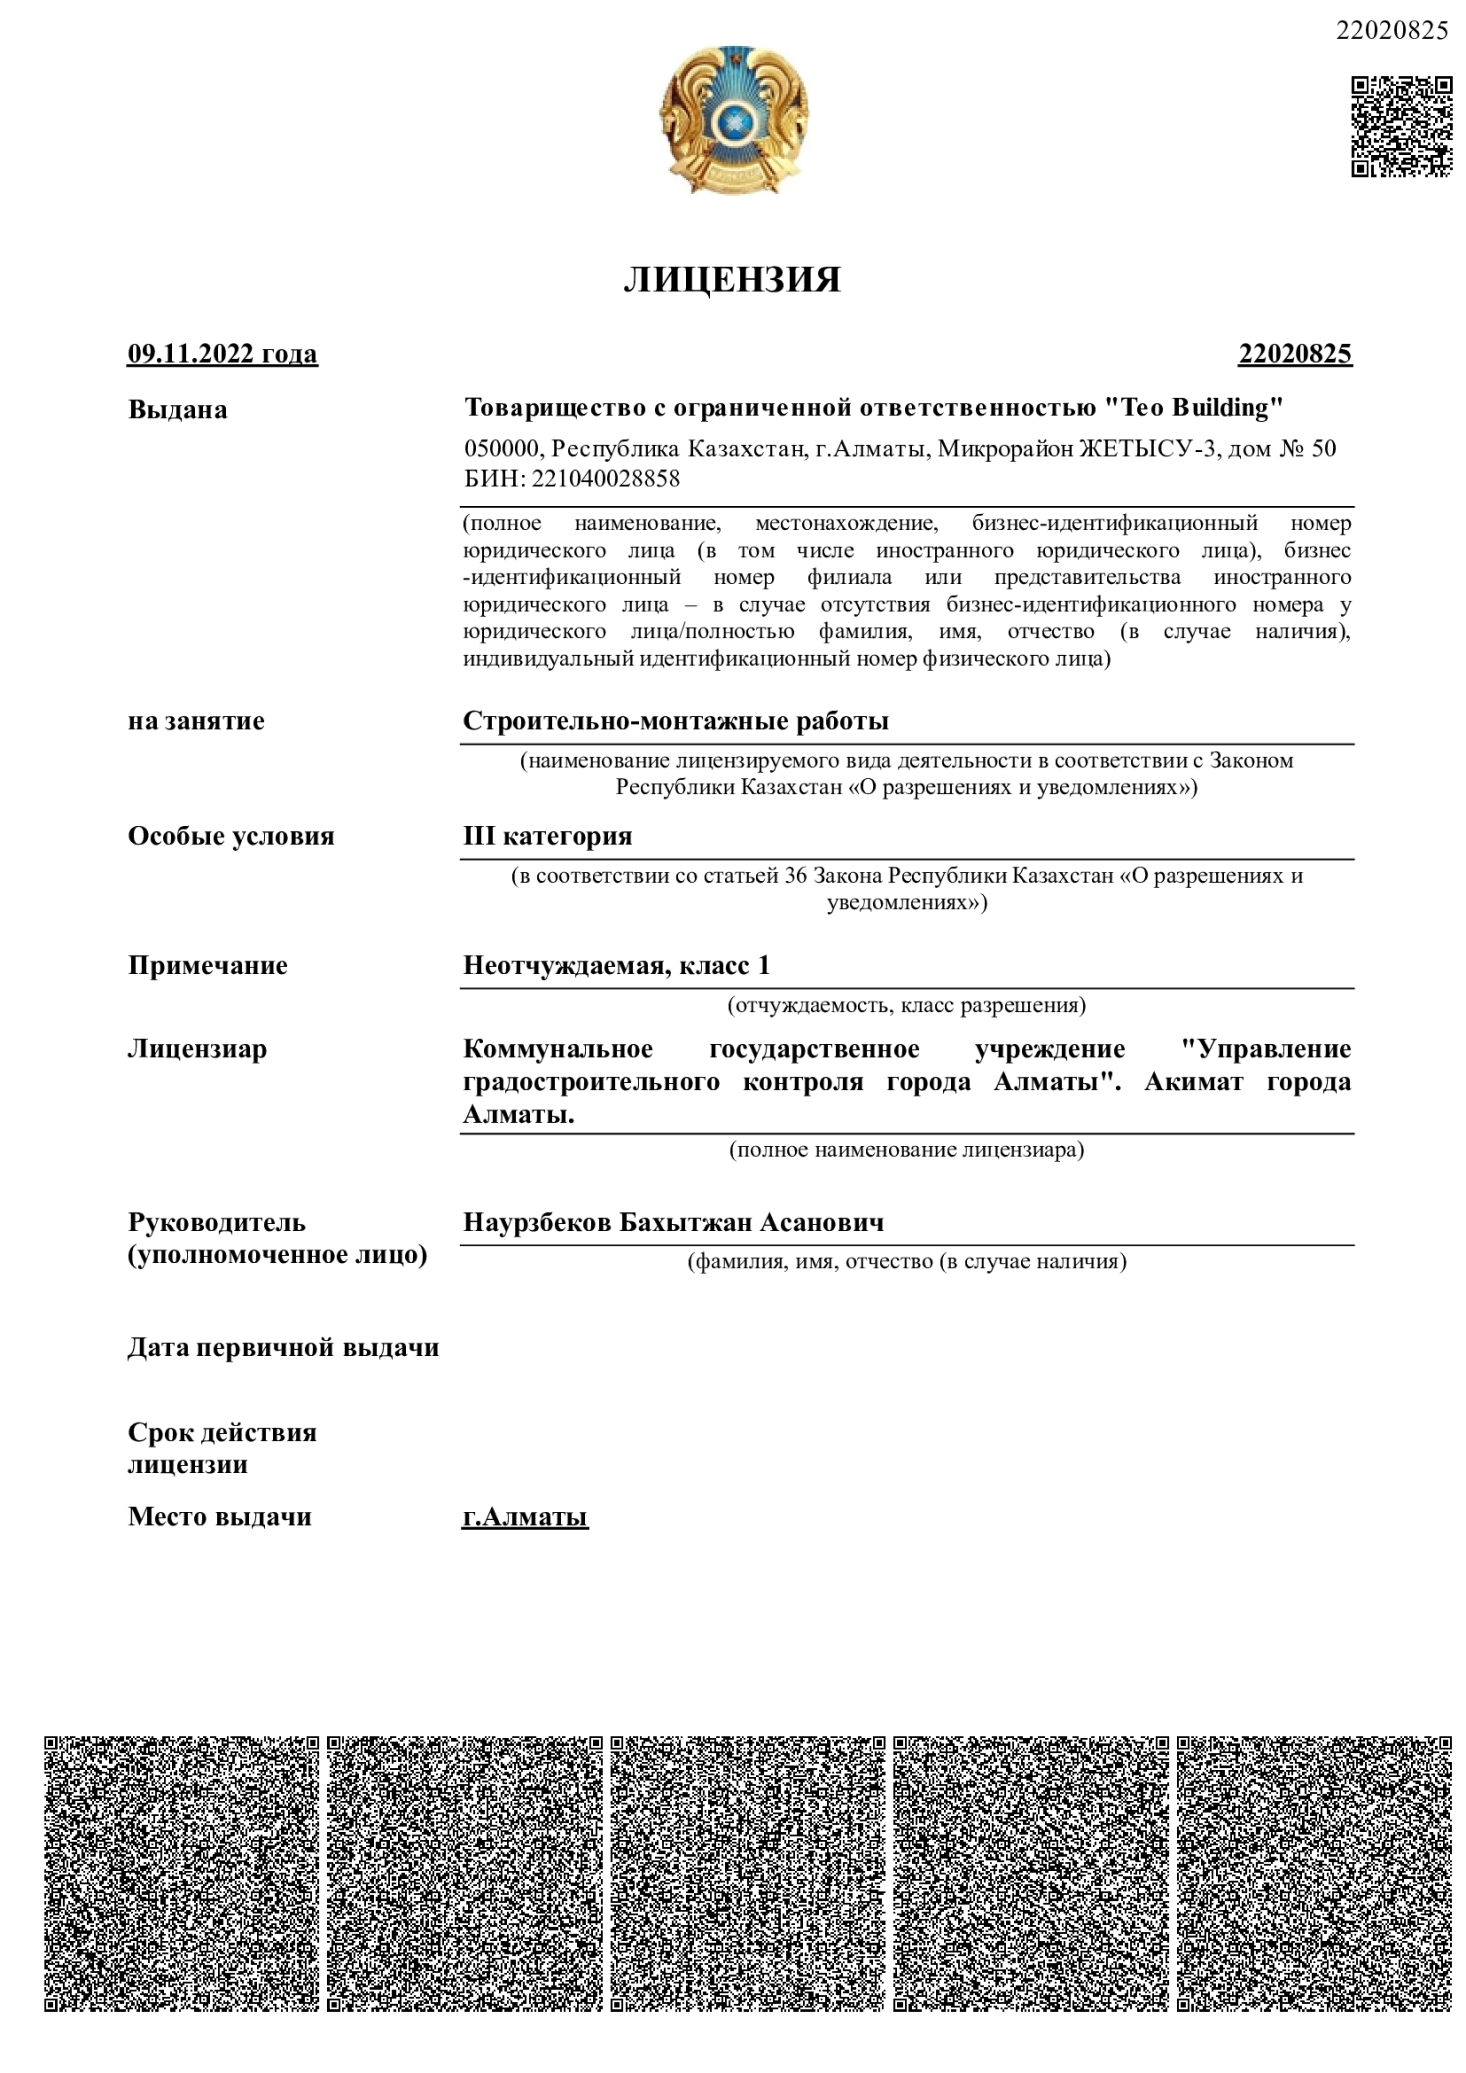 22020825
ЛИЦЕНЗИЯ
09.11.2022 года
22020825
Выдана
Товарищество с ограниченной ответственностью "Teo Building"
050000, Республика Казахстан, г.Алматы, Микрорайон ЖЕТЫСУ-3, дом № 50
БИН: 221040028858
(полное наименование, местонахождение, бизнес-идентификационный номер
юридического лица (в том числе иностранного юридического лица), бизнес
-идентификационный номер филиала или представительства иностранного
юридического лица – в случае отсутствия бизнес-идентификационного номера у
юридического лица/полностью фамилия, имя, отчество (в случае наличия),
индивидуальный идентификационный номер физического лица)
на занятие
Строительно-монтажные работы
(наименование лицензируемого вида деятельности в соответствии с Законом
Республики Казахстан «О разрешениях и уведомлениях»)
Особые условия
III категория
(в соответствии со статьей 36 Закона Республики Казахстан «О разрешениях и
уведомлениях»)
Примечание
Неотчуждаемая, класс 1
(отчуждаемость, класс разрешения)
Лицензиар
Коммунальное государственное учреждение "Управление
градостроительного контроля города Алматы". Акимат города
Алматы.
(полное наименование лицензиара)
Руководитель
(уполномоченное лицо)
Наурзбеков Бахытжан Асанович
(фамилия, имя, отчество (в случае наличия)
Дата первичной выдачи
Срок действия
лицензии
Место выдачи
г.Алматы